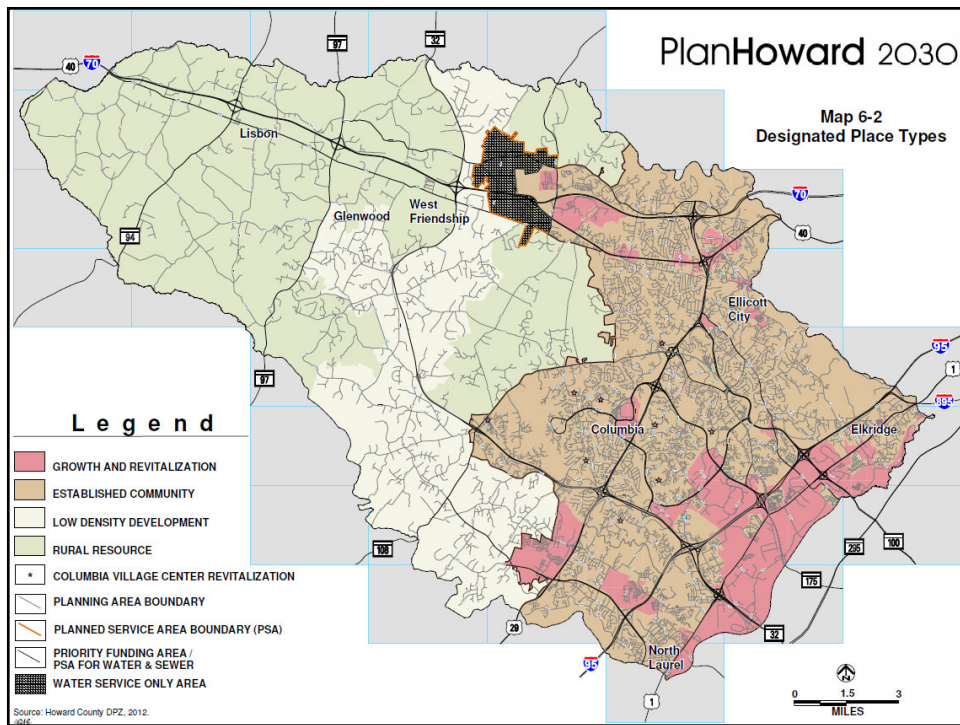 PlanHoward 2030
Map 6-2
Designated Place Types
97
32
40
70
Lisbon
Glenwood
West
Friendship
94
70
40
Ellicott
City
97
95
1
895
Columbia
Elkridge
108
100
295
175
29
32
95
North
Laurel
1
Legend
GROWTH AND REVITALIZATION
ESTABLISHED COMMUNITY
LOW DENSITY DEVELOPMENT
RURAL RESOURCE
COLUMBIA VILLAGE CENTER REVITALIZATION
PLANNING AREA BOUNDARY
PLANNED SERVICE AREA BOUNDARY (PSA)
PRIORITY FUNDING AREA /
PSA FOR WATER & SEWER
WATER SERVICE ONLY AREA
Source: Howard County DPZ, 2012.
N
0 1.5 3
MILES